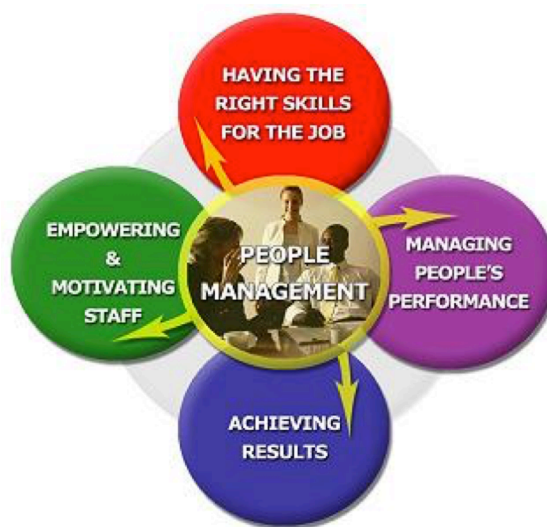 HAVING THE
RIGHT SKILLS
FOR THE JOB
EMPOWERING
&
MOTIVATING
STAFF
PEOPLE
MANAGEMENT
MANAGING
PEOPLE'S
PERFORMANCE
ACHIEVING
RESULTS